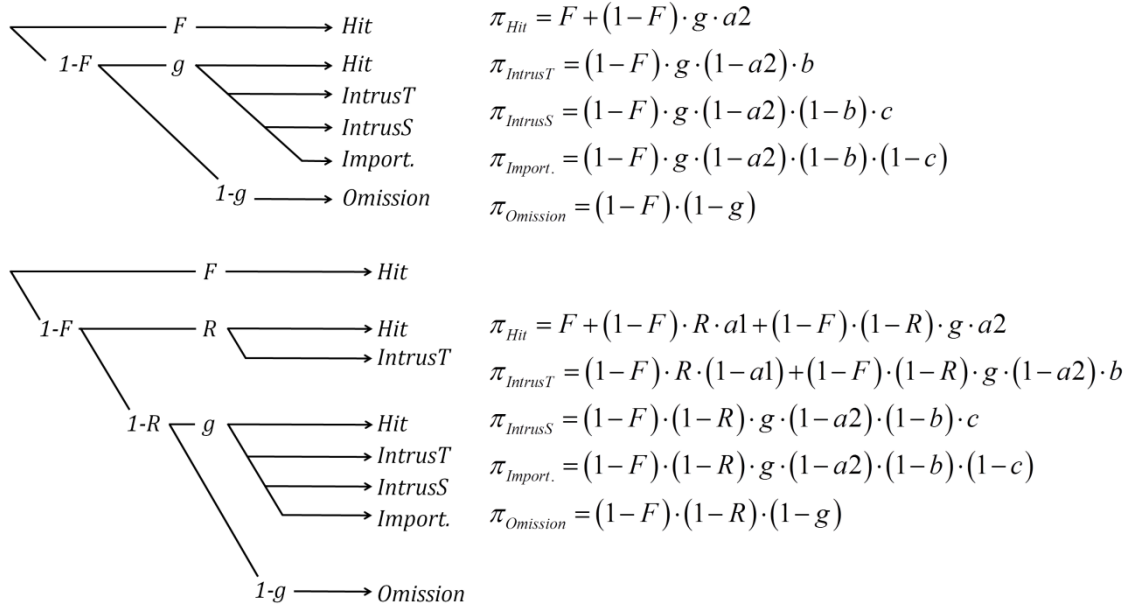 F Hit π_Hit = F + (1 − F) · g · a2
1-F g Hit π_IntrusT = (1 − F) · g · (1 − a2) · b
IntrusT
IntrusS π_IntrusS = (1 − F) · g · (1 − a2) · (1 − b) · c
Import. π_Import. = (1 − F) · g · (1 − a2) · (1 − b) · (1 − c)
1-g Omission π_Omission = (1 − F) · (1 − g)
F Hit
1-F R Hit π_Hit = F + (1 − F) · R · a1 + (1 − F) · (1 − R) · g · a2
IntrusT π_IntrusT = (1 − F) · R · (1 − a1) + (1 − F) · (1 − R) · g · (1 − a2) · b
1-R g Hit π_IntrusS = (1 − F) · (1 − R) · g · (1 − a2) · (1 − b) · c
IntrusT π_Import. = (1 − F) · (1 − R) · g · (1 − a2) · (1 − b) · (1 − c)
IntrusS
Import. π_Omission = (1 − F) · (1 − R) · (1 − g)
1-g Omission